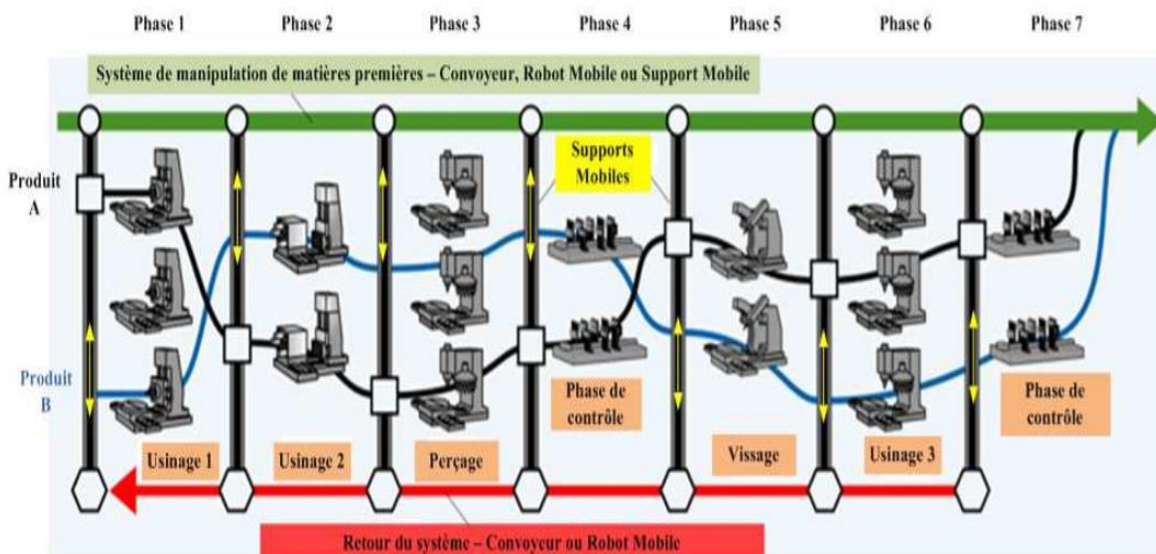 Phase 1 Phase 2 Phase 3 Phase 4 Phase 5 Phase 6 Phase 7
Système de manipulation de matières premières – Convoyeur, Robot Mobile ou Support Mobile
Supports
Mobiles
Produit
A
Produit
B
Phase de
contrôle
Phase de
contrôle
Usinage 1 Usinage 2 Perçage Vissage Usinage 3
Retour du système – Convoyeur ou Robot Mobile